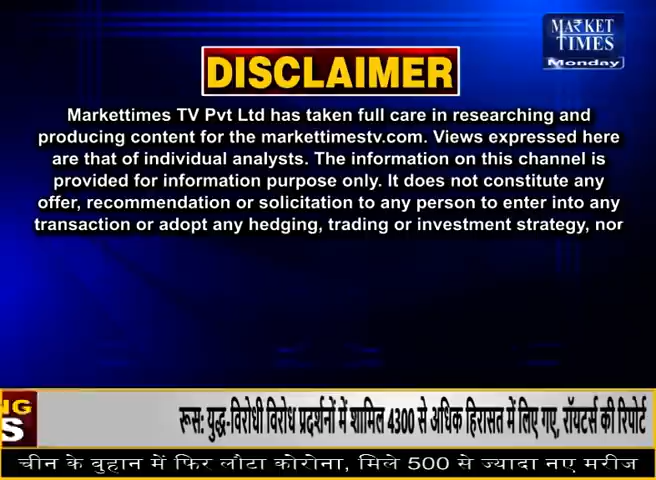 MARKET
TIMES
Monday
DISCLAIMER
Markettimes TV Pvt Ltd has taken full care in researching and
producing content for the markettimestv.com. Views expressed here
are that of individual analysts. The information on this channel is
provided for information purpose only. It does not constitute any
offer, recommendation or solicitation to any person to enter into any
transaction or adopt any hedging, trading or investment strategy, nor
NG
S
रूस: युद्ध-विरोधी विरोध प्रदर्शनों में शामिल 4300 से अधिक हिरासत में लिए गए, रॉयटर्स की रिपोर्ट
चीन के वुहान में फिर लौटा कोरोना, मिले 500 से ज्यादा नए मरीज